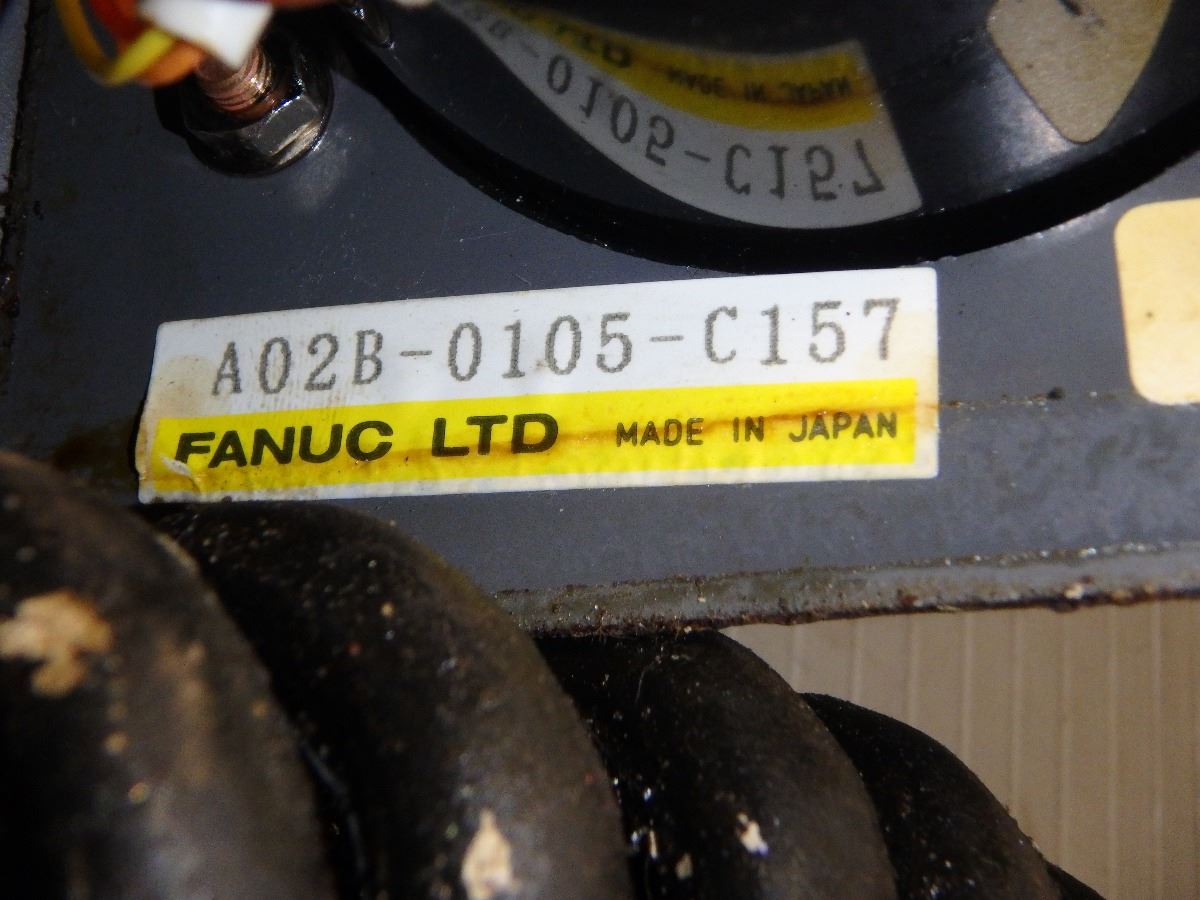 A02B-0105-C157
FANUC LTD MADE IN JAPAN